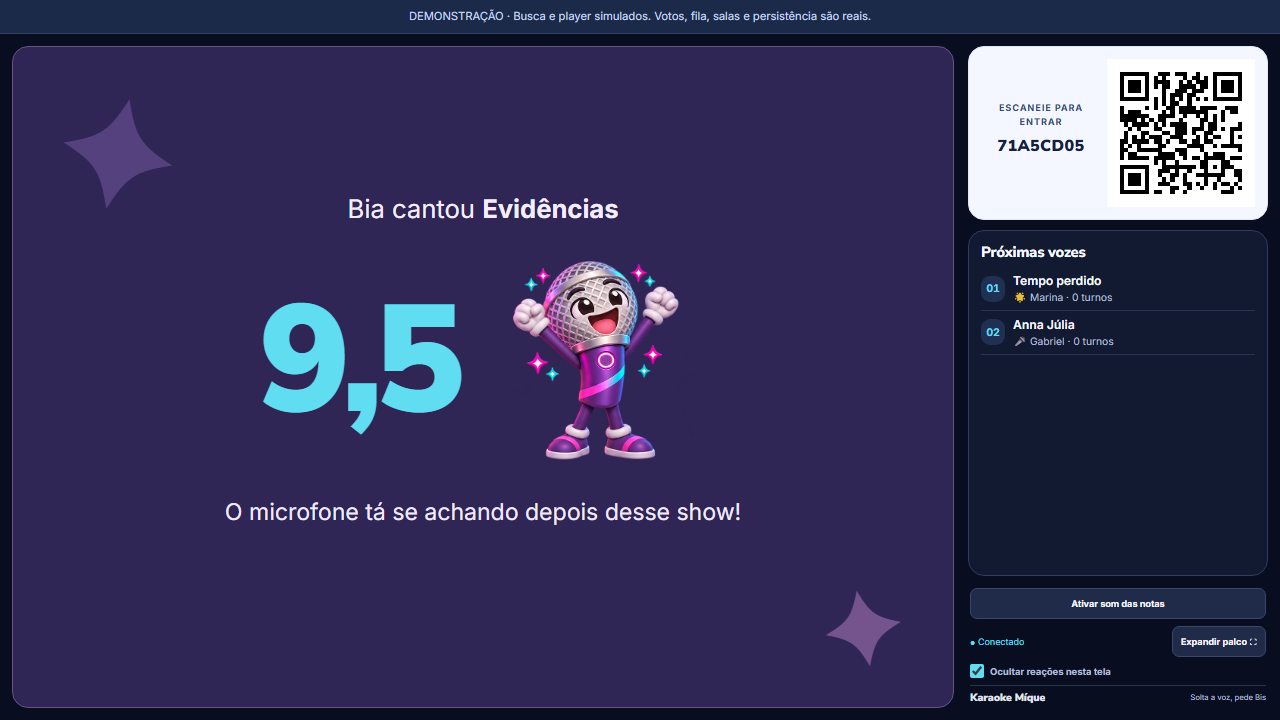 DEMONSTRAÇÃO · Busca e player simulados. Votos, fila, salas e persistência são reais.
Bia cantou Evidências
9,5
O microfone tá se achando depois desse show!
ESCANEIE PARA
ENTRAR
71A5CD05
Próximas vozes
01
Tempo perdido
Marina · 0 turnos
02
Anna Júlia
Gabriel · 0 turnos
Ativar som das notas
Conectado
Expandir palco
Ocultar reações nesta tela
Karaoke Míque
Solta a voz, pede Bis